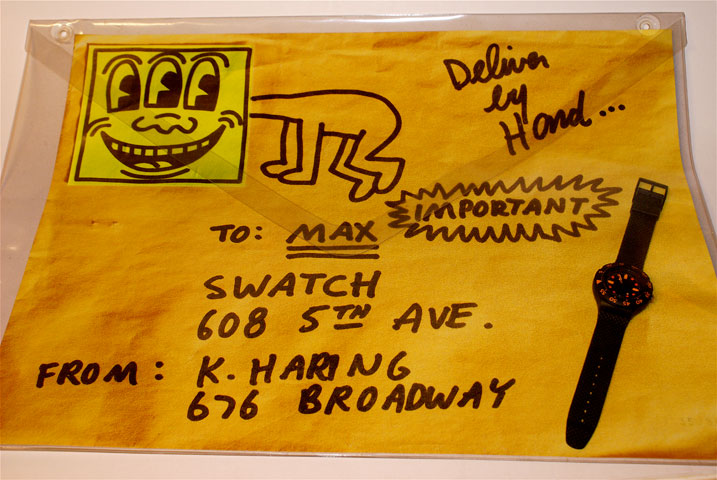 Deliver
by
Hand...
IMPORTANT
TO: MAX
SWATCH
608 5TH AVE.
FROM: K. HARING
676 BROADWAY